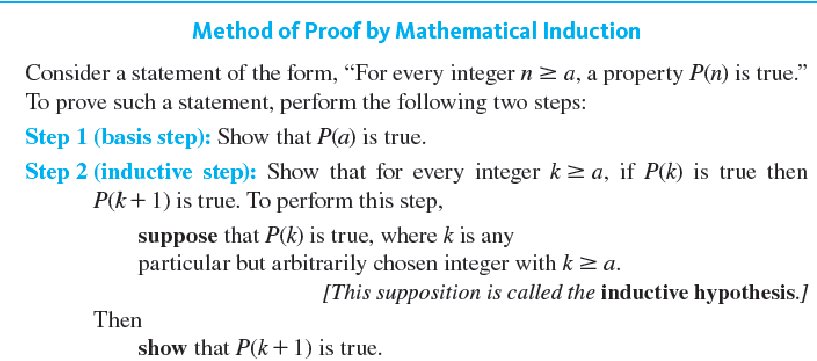 Method of Proof by Mathematical Induction
Consider a statement of the form, “For every integer n ≥ a, a property P(n) is true.”
To prove such a statement, perform the following two steps:
Step 1 (basis step): Show that P(a) is true.
Step 2 (inductive step): Show that for every integer k ≥ a, if P(k) is true then
P(k + 1) is true. To perform this step,
suppose that P(k) is true, where k is any
particular but arbitrarily chosen integer with k ≥ a.
[This supposition is called the inductive hypothesis.]
Then
show that P(k + 1) is true.